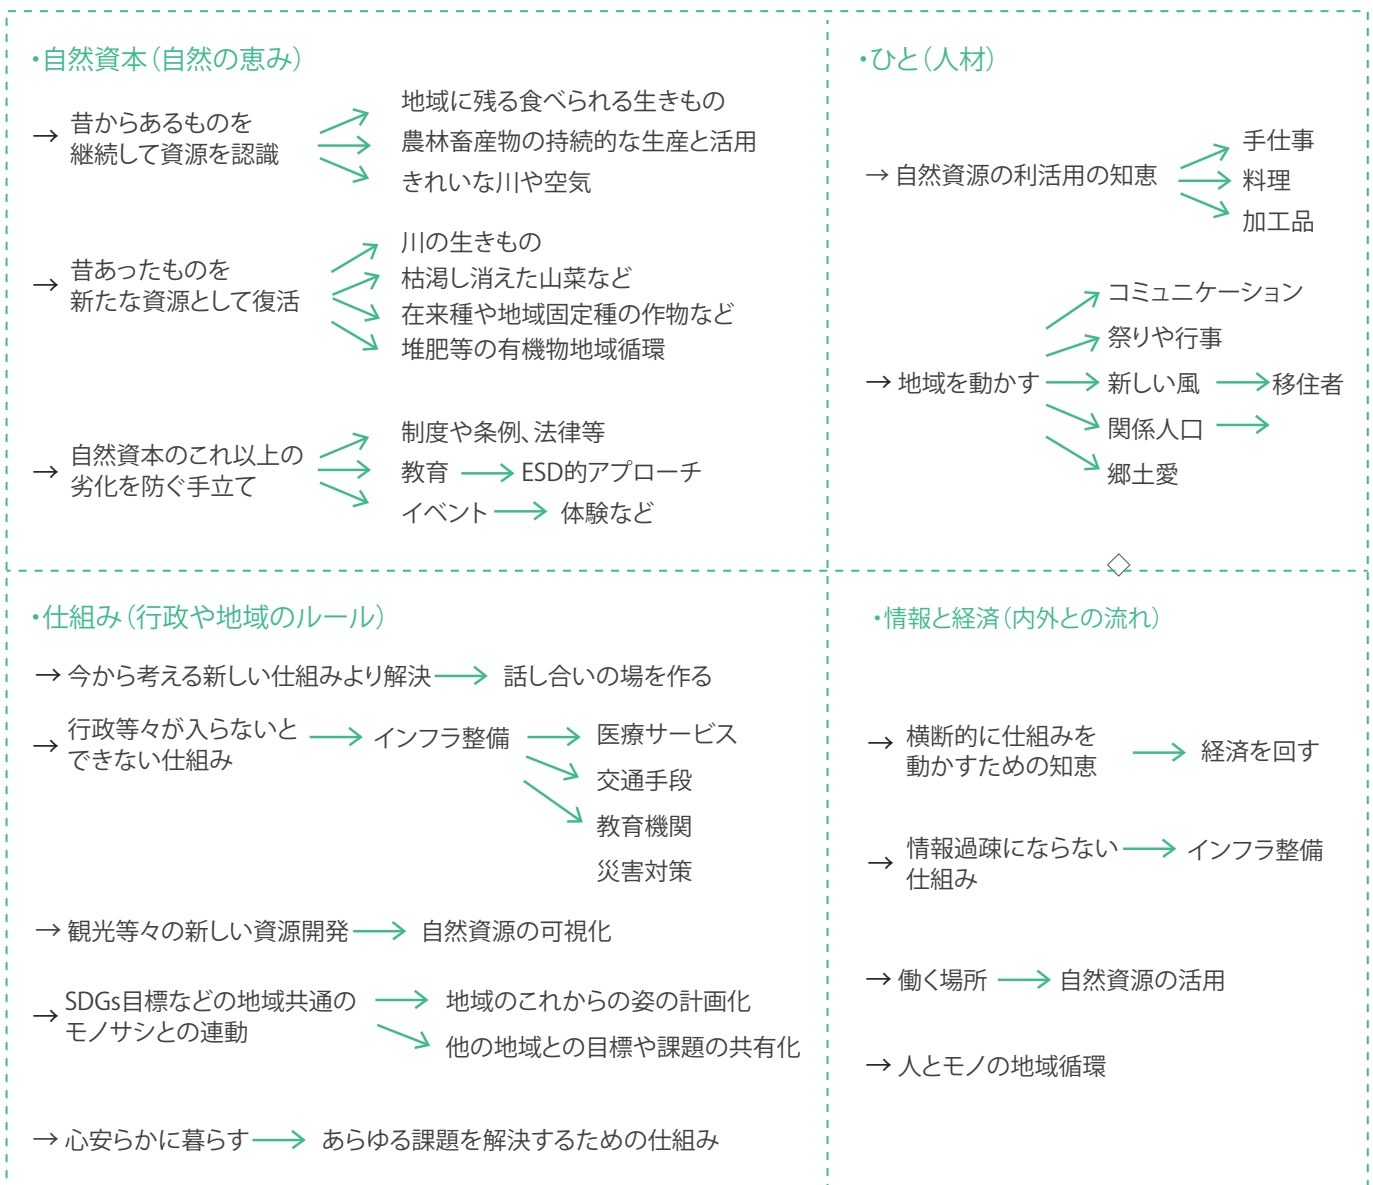 ・自然資本（自然の恵み）
→ 昔からあるものを
継続して資源を認識
地域に残る食べられる生きもの
農林畜産物の持続的な生産と活用
きれいな川や空気
→ 昔あったものを
新たな資源として復活
川の生きもの
枯渇し消えた山菜など
在来種や地域固定種の作物など
堆肥等の有機物地域循環
→ 自然資本のこれ以上の
劣化を防ぐ手立て
制度や条例、法律等
教育 → ESD的アプローチ
イベント → 体験など
・ひと（人材）
→ 自然資源の利活用の知恵
手仕事
料理
加工品
→ 地域を動かす
コミュニケーション
祭りや行事
新しい風 → 移住者
関係人口 →
郷土愛
・仕組み（行政や地域のルール）
→ 今から考える新しい仕組みより解決 → 話し合いの場を作る
→ 行政等々が入らないと
できない仕組み
→ インフラ整備
医療サービス
交通手段
教育機関
災害対策
→ 観光等々の新しい資源開発 → 自然資源の可視化
→ SDGs目標などの地域共通の
モノサシとの連動
地域のこれからの姿の計画化
他の地域との目標や課題の共有化
→ 心安らかに暮らす → あらゆる課題を解決するための仕組み
・情報と経済（内外との流れ）
→ 横断的に仕組みを
動かすための知恵
→ 経済を回す
→ 情報過疎にならない
仕組み
→ インフラ整備
→ 働く場所 → 自然資源の活用
→ 人とモノの地域循環